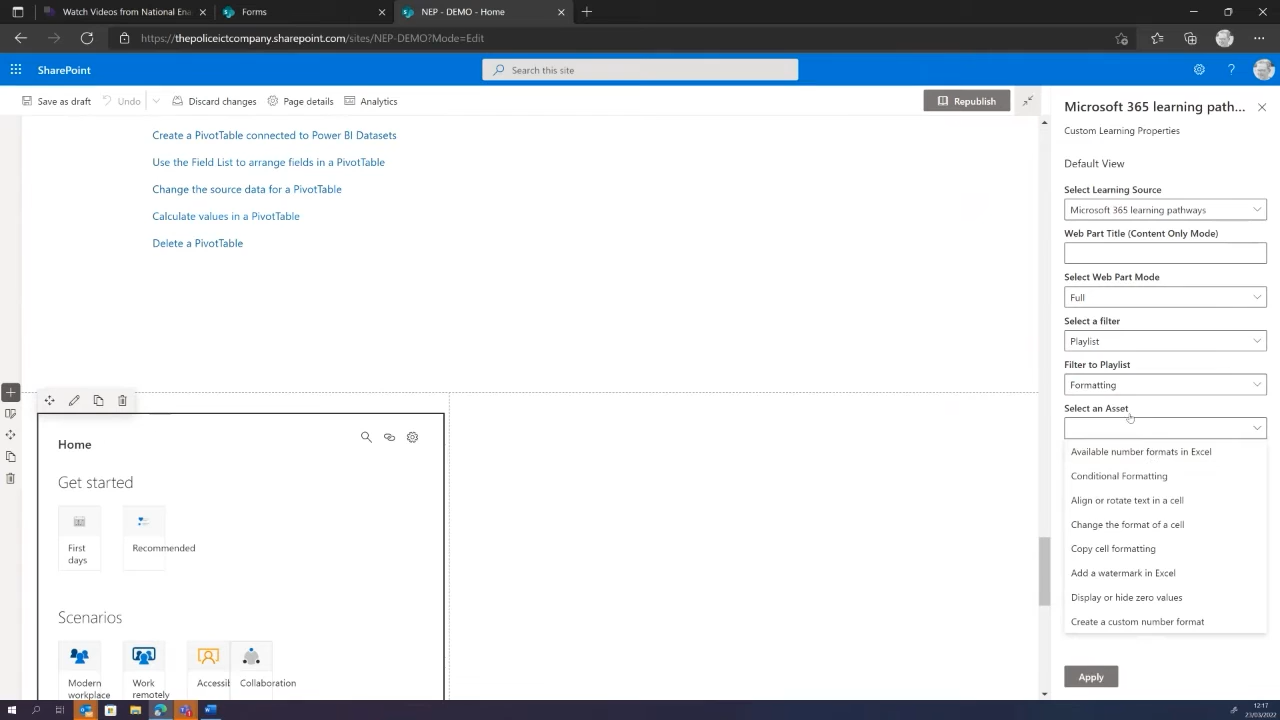 Watch Videos from National Ena
Forms
NEP - DEMO - Home
https://thepoliceictcompany.sharepoint.com/sites/NEP-DEMO?Mode=Edit
SharePoint
Search this site
Save as draft
Undo
Discard changes
Page details
Analytics
Republish
Create a PivotTable connected to Power BI Datasets
Use the Field List to arrange fields in a PivotTable
Change the source data for a PivotTable
Calculate values in a PivotTable
Delete a PivotTable
Home
Get started
First days
Recommended
Scenarios
Modern workplace
Work remotely
Accessib
Collaboration
Microsoft 365 learning path...
Custom Learning Properties
Default View
Select Learning Source
Microsoft 365 learning pathways
Web Part Title (Content Only Mode)
Select Web Part Mode
Full
Select a filter
Playlist
Filter to Playlist
Formatting
Select an Asset
Available number formats in Excel
Conditional Formatting
Align or rotate text in a cell
Change the format of a cell
Copy cell formatting
Add a watermark in Excel
Display or hide zero values
Create a custom number format
Apply
12:17
23/03/2022